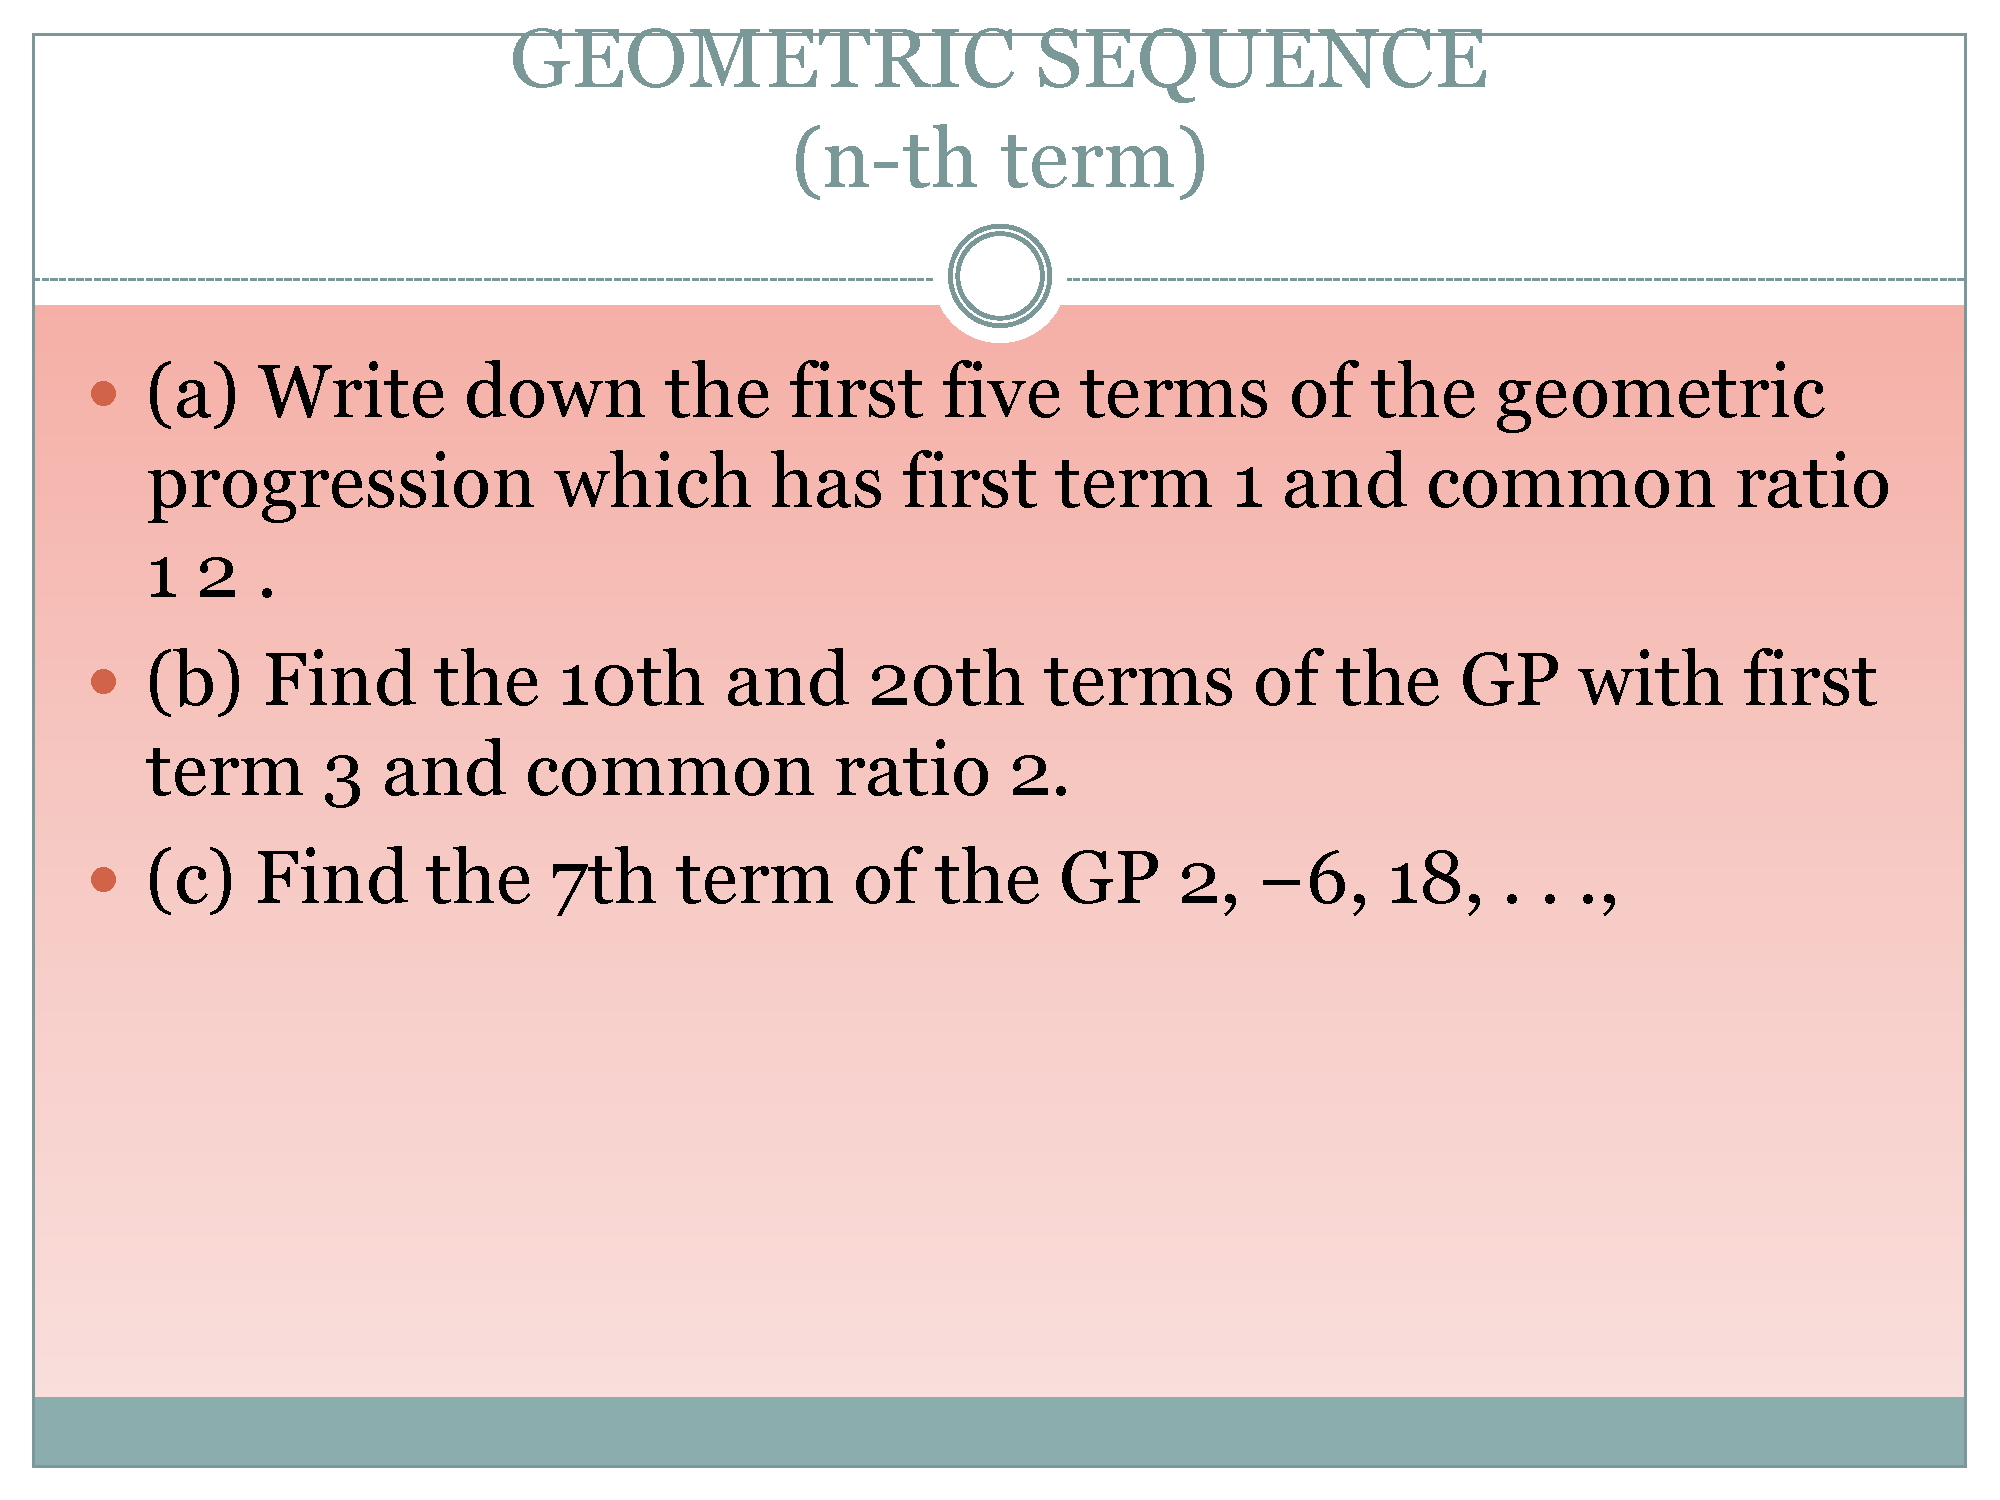 GEOMETRIC SEQUENCE
(n-th term)
• (a) Write down the first five terms of the geometric
progression which has first term 1 and common ratio
1 2 .
• (b) Find the 10th and 20th terms of the GP with first
term 3 and common ratio 2.
• (c) Find the 7th term of the GP 2, −6, 18, . . .,